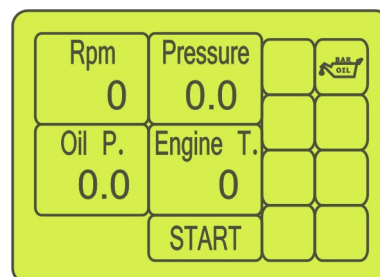 Rpm
0
Pressure
0.0
BAR
OIL
Oil P.
0.0
Engine T.
0
START